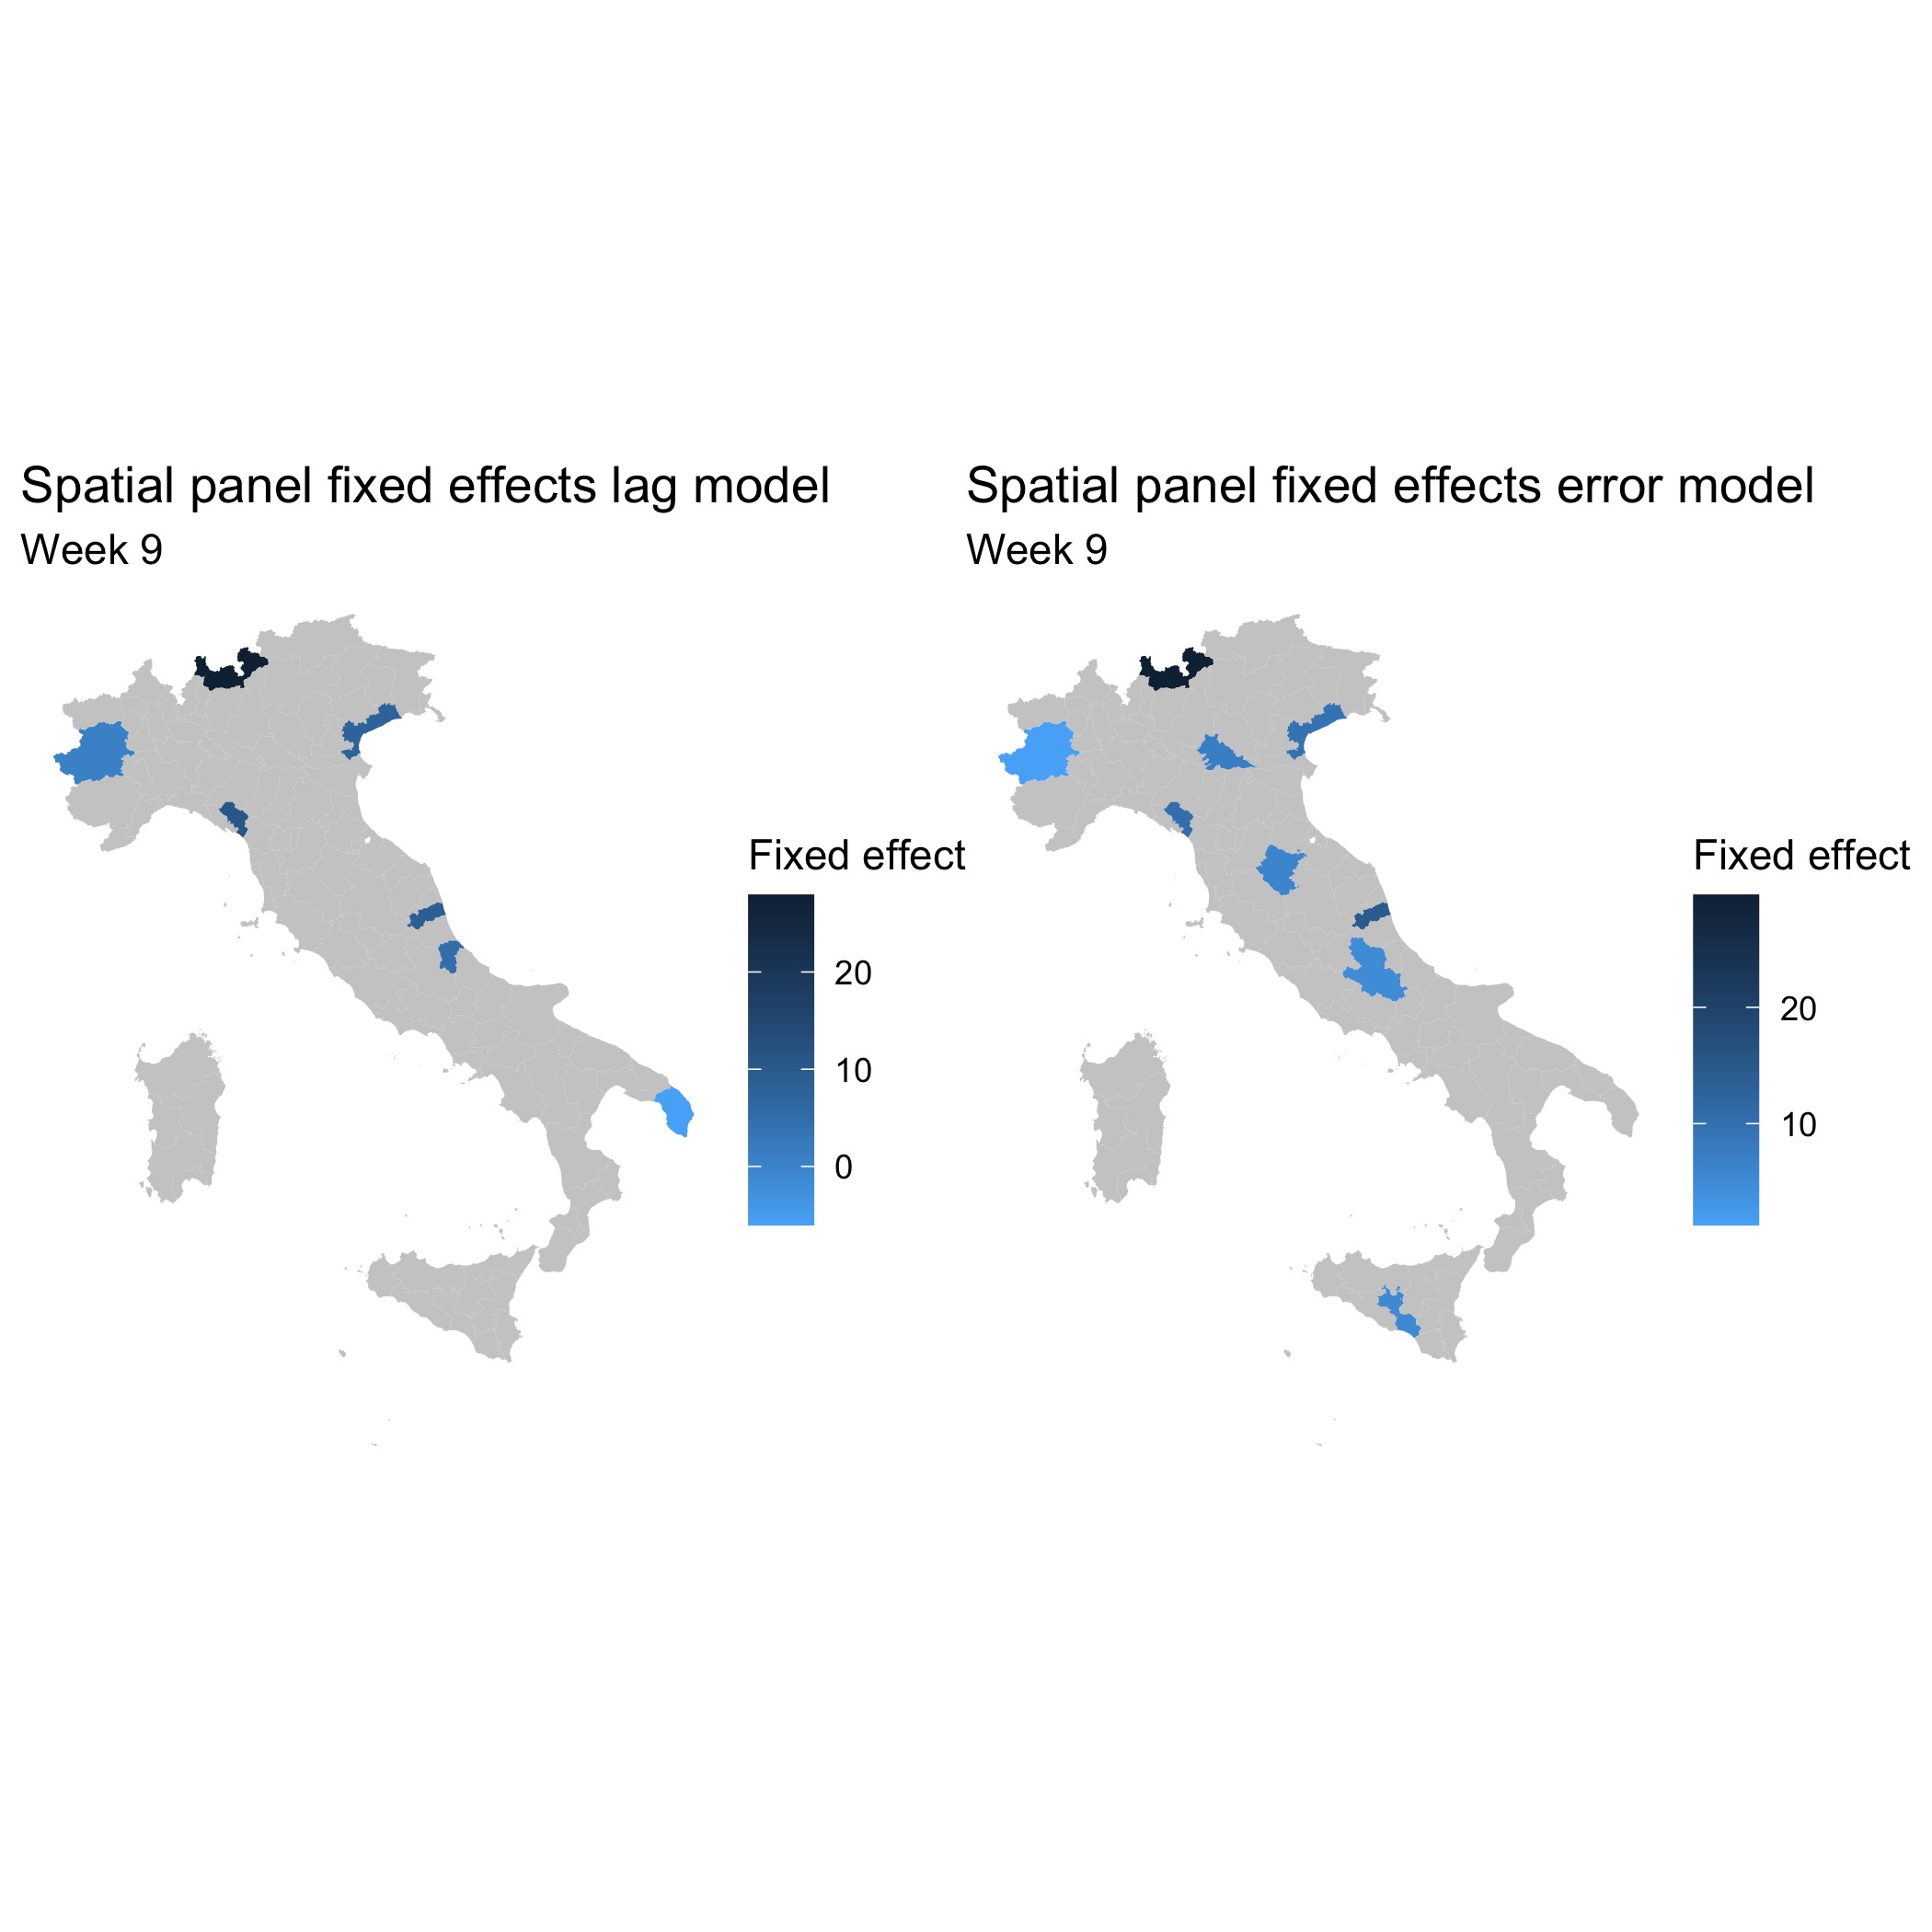 Spatial panel fixed effects lag model
Week 9
Fixed effect
20
10
0
Spatial panel fixed effects error model
Week 9
Fixed effect
20
10